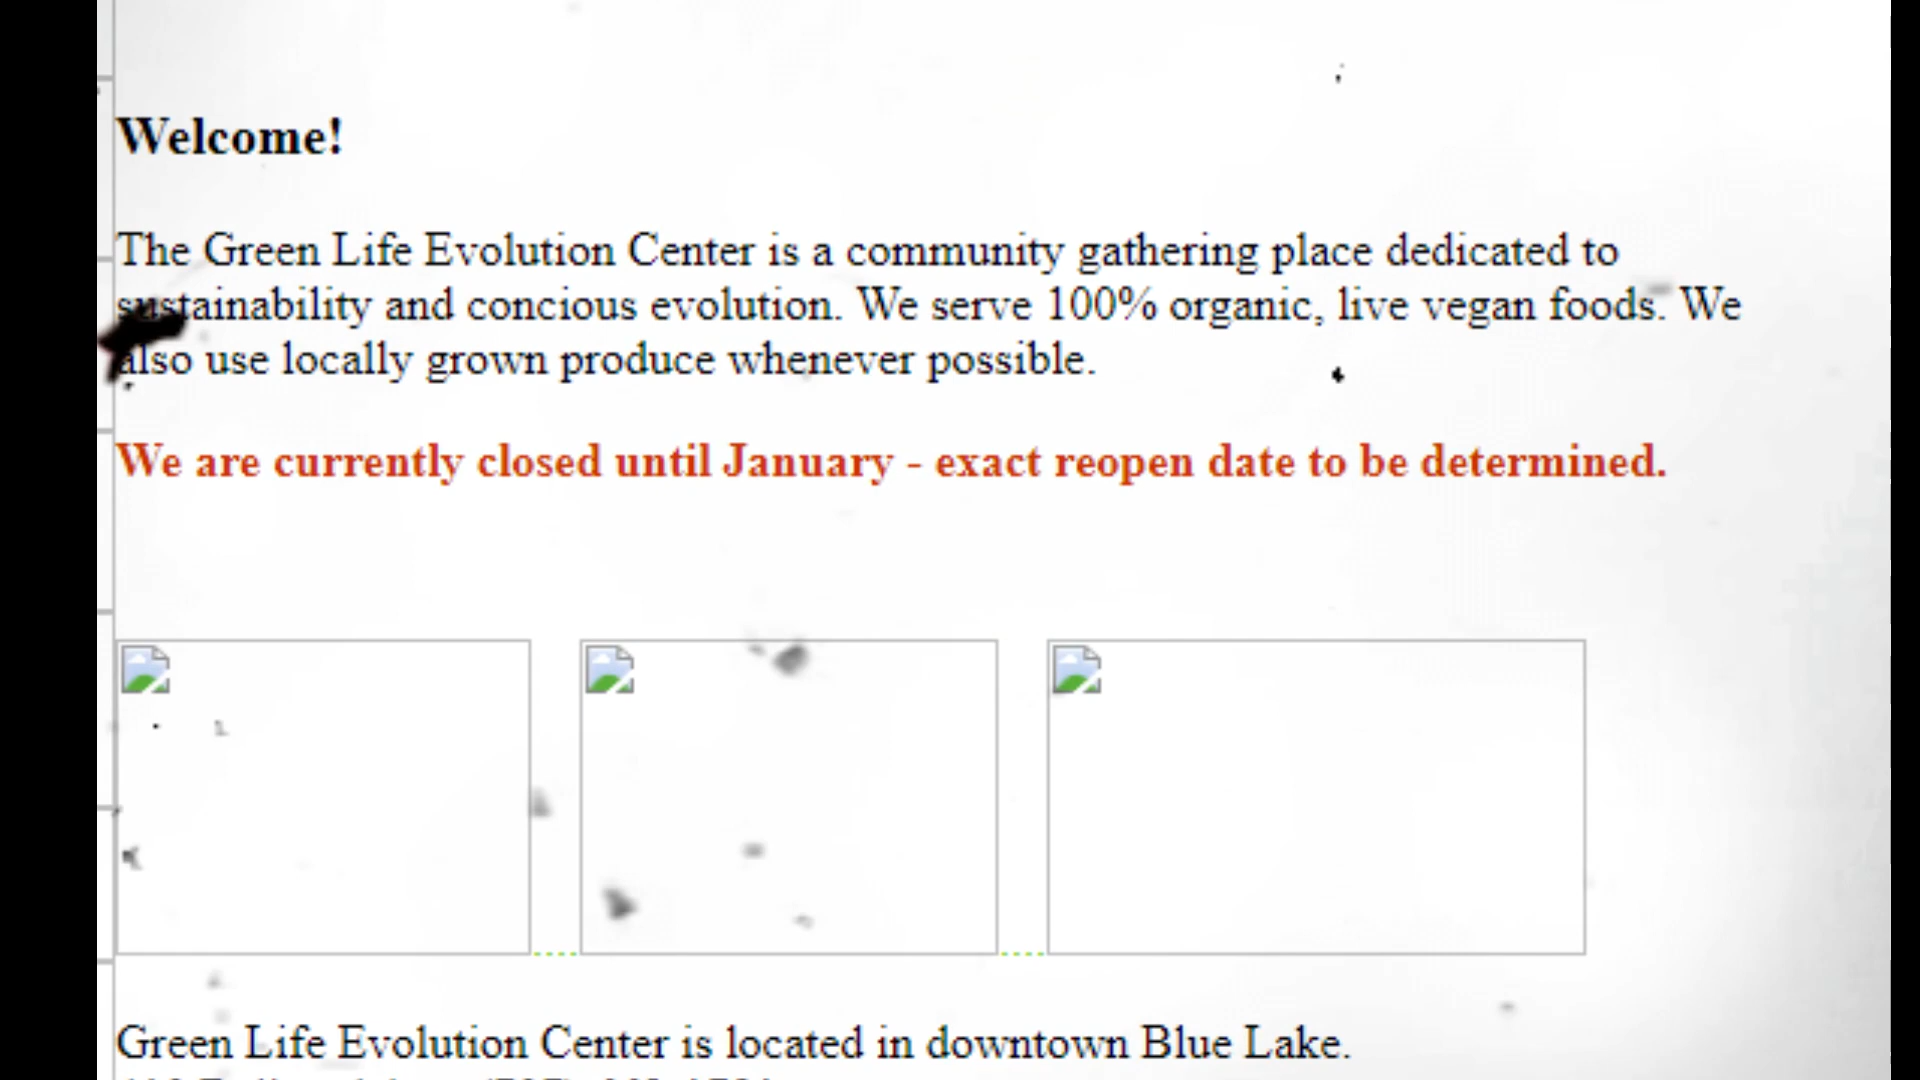 Welcome!
The Green Life Evolution Center is a community gathering place dedicated to
sustainability and concious evolution. We serve 100% organic, live vegan foods. We
also use locally grown produce whenever possible.
We are currently closed until January - exact reopen date to be determined.
Green Life Evolution Center is located in downtown Blue Lake.